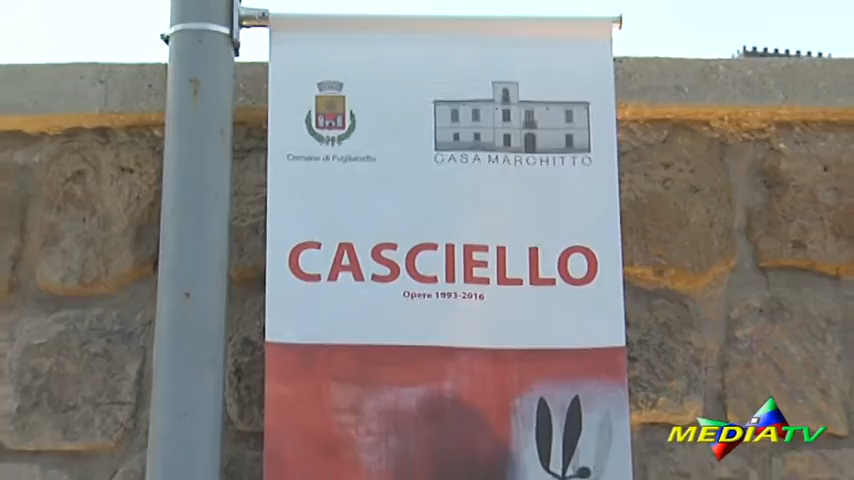 Comune di Puglianello
CASA MARCHITTO
CASCIELLO
Opere 1993-2016
MEDIATV